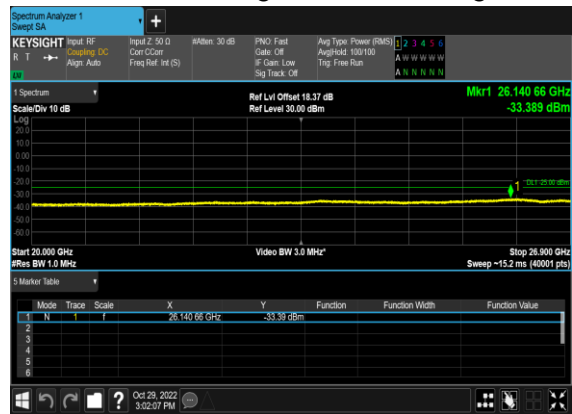 Spectrum Analyzer 1
Swept SA
+
KEYSIGHT
R T
LV
Input: RF
Coupling: DC
Align: Auto
Input Z: 50 Ω
Corr CCorr
Freq Ref: Int (S)
#Atten: 30 dB
PNO: Fast
Gate: Off
IF Gain: Low
Sig Track: Off
Avg Type: Power (RMS)
Avg|Hold: 100/100
Trig: Free Run
1 2 3 4 5 6
A W W W W W
A N N N N N
1 Spectrum
Scale/Div 10 dB
Ref Lvl Offset 18.37 dB
Ref Level 30.00 dBm
Mkr1 26.140 66 GHz
-33.389 dBm
Log
20.0
10.0
0.00
-10.0
-20.0
-30.0
-40.0
-50.0
-60.0
1
Start 20.000 GHz
#Res BW 1.0 MHz
Video BW 3.0 MHz*
Stop 26.900 GHz
Sweep ~15.2 ms (40001 pts)
5 Marker Table
Mode Trace Scale X Y Function Function Width Function Value
1 N 1 f 26.140 66 GHz -33.39 dBm
2
3
4
5
6
?
Oct 29, 2022
3:02:07 PM